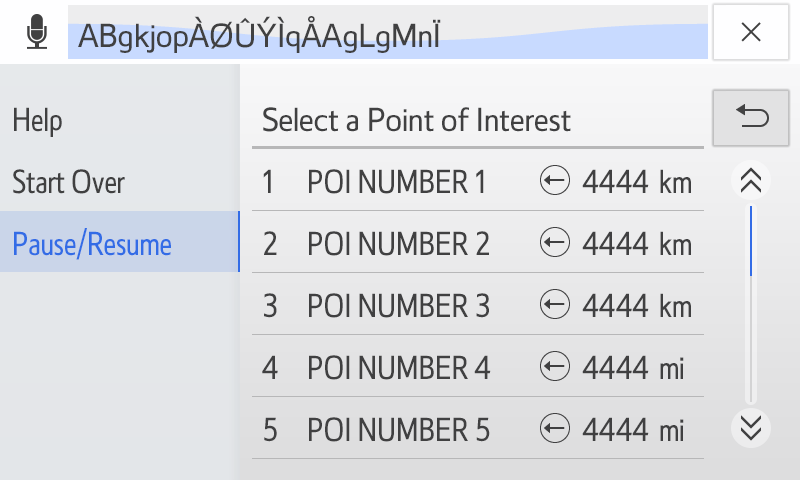 ABgkjopÀØÛÝÌqÅAgLgMnÏ
Help
Start Over
Pause/Resume
Select a Point of Interest
1 POI NUMBER 1 4444 km
2 POI NUMBER 2 4444 km
3 POI NUMBER 3 4444 km
4 POI NUMBER 4 4444 mi
5 POI NUMBER 5 4444 mi